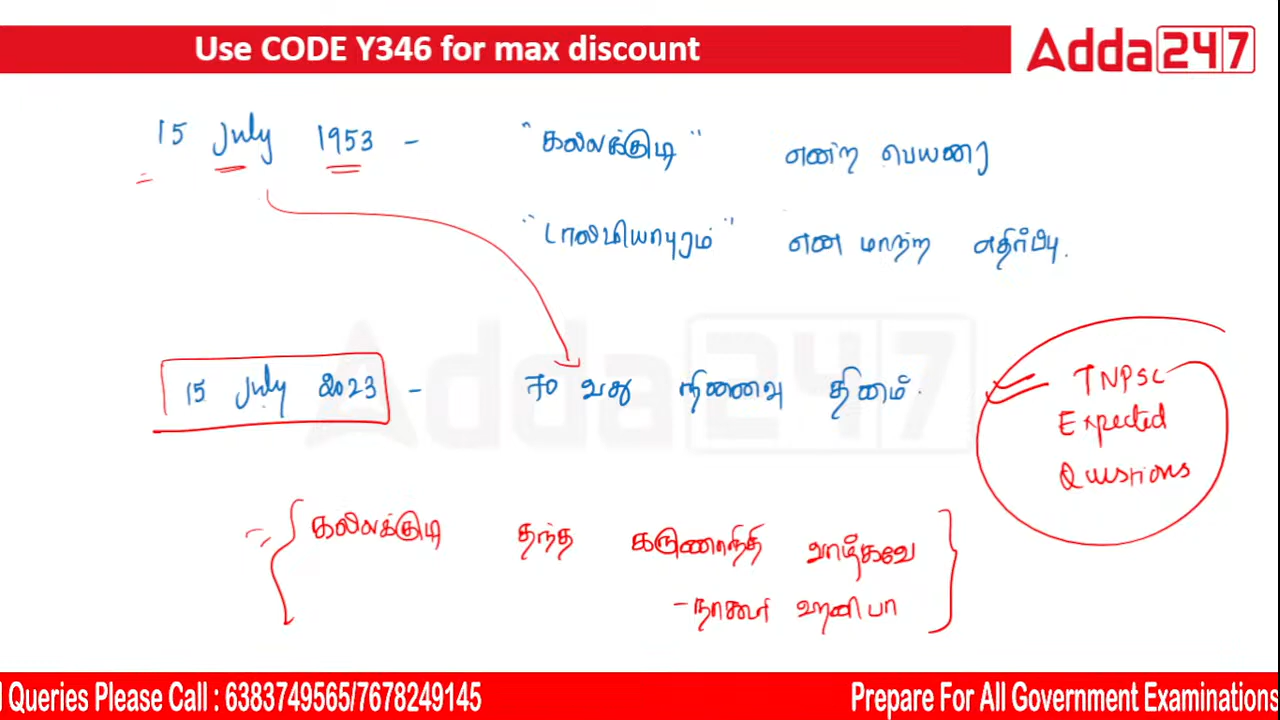 Use CODE Y346 for max discount
Adda247
15 July 1953 - "கல்லக்குடி" என்ற பெயரை
"டால்மியாபுரம்" என மாற்ற எதிர்ப்பு.
Adda247
15 July 2023 - 70 வது நினைவு தினம்.
TNPSC
Expected
Questions
கல்லக்குடி தந்த கருணாநிதி வாழ்கவே
- நாகூர் ஹனிபா
Queries Please Call : 6383749565/7678249145
Prepare For All Government Examinations